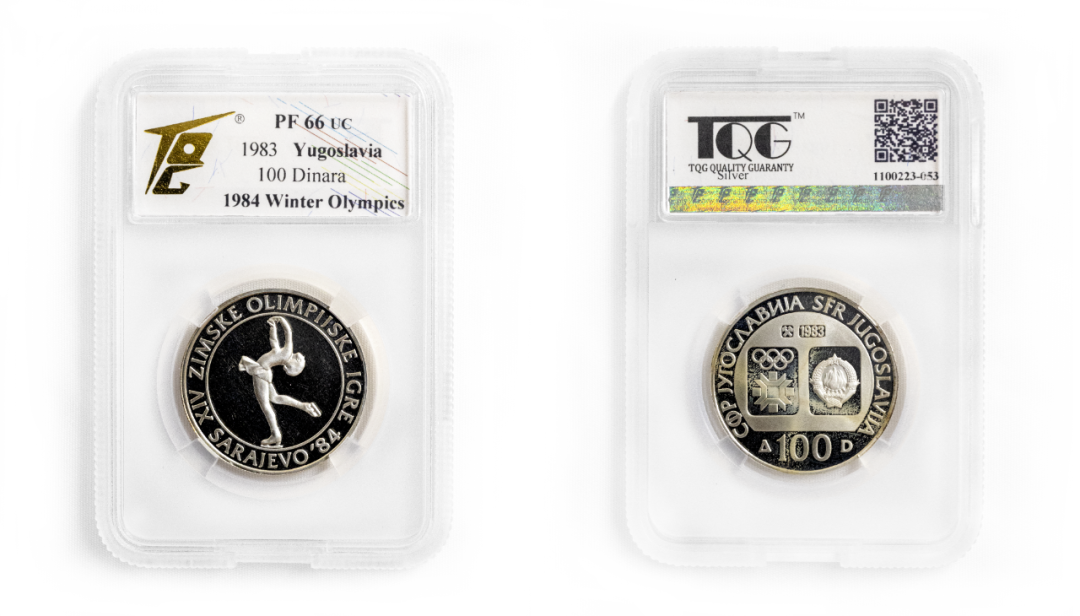 ®
PF 66 UC
1983 Yugoslavia
100 Dinara
1984 Winter Olympics
XIV ZIMSKE OLIMPIJSKE IGRE
SARAJEVO '84
TQG™
TQG QUALITY GUARANTY
Silver
1100223-053
СФР ЈУГОСЛАВИЈА SFR JUGOSLAVIJA
1983
Д 100 D